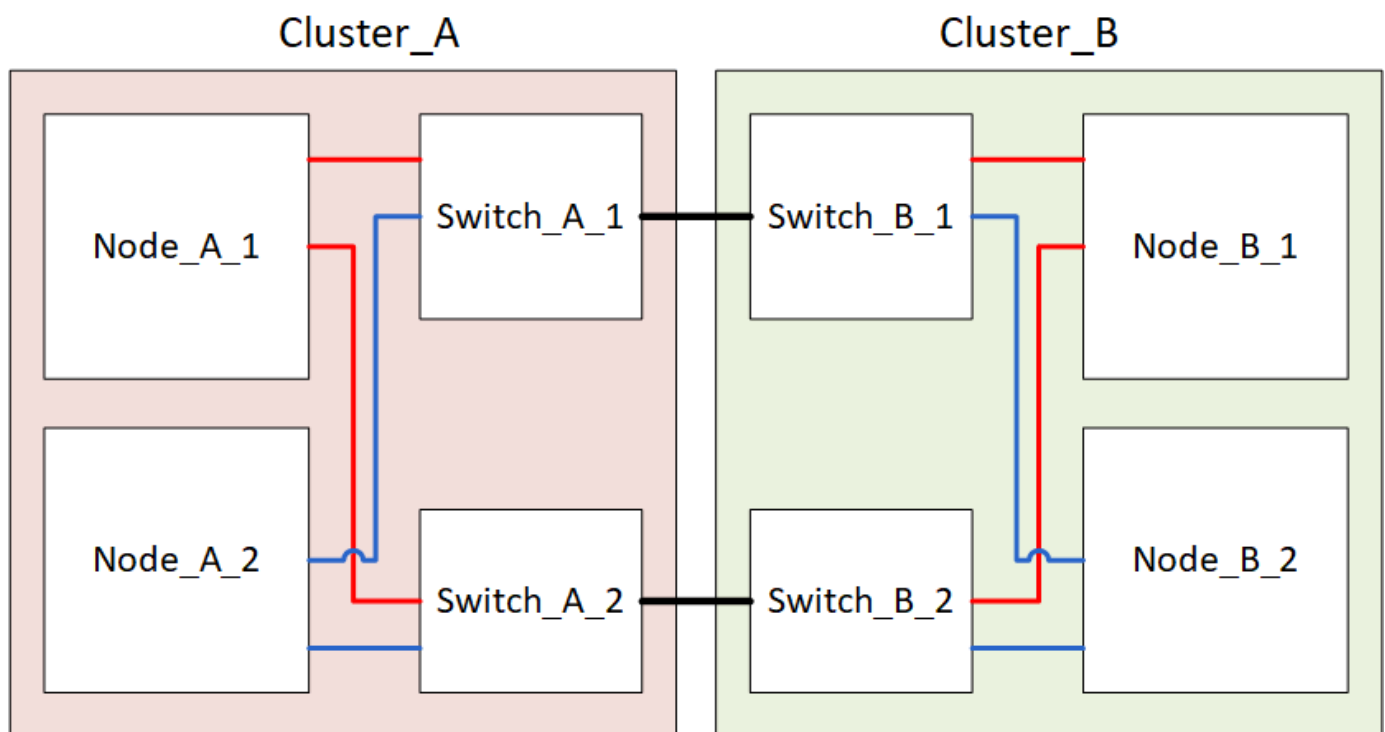 Cluster_A
Cluster_B
Node_A_1
Switch_A_1
Switch_B_1
Node_B_1
Node_A_2
Switch_A_2
Switch_B_2
Node_B_2